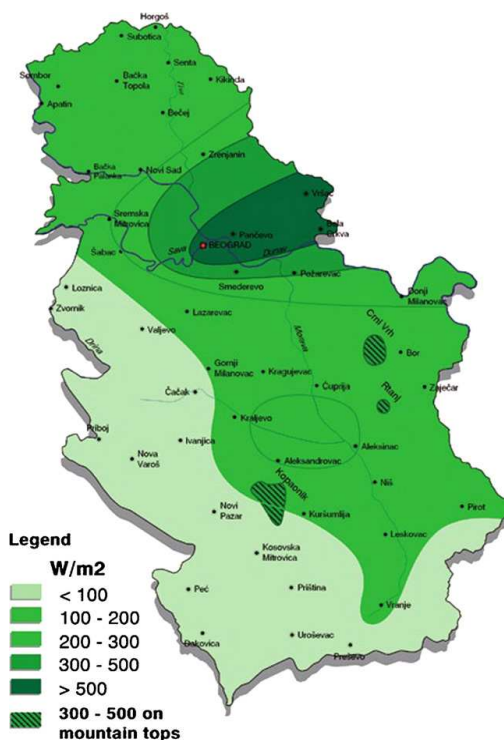 Horgoš
Subotica
Senta
Sombor
Bačka
Topola
Kikinda
Apatin
Bečej
Zrenjanin
Bačka
Palanka
Novi Sad
Vršac
Sremska
Mitrovica
Pančevo
Bela
Crkva
Sava
BEOGRAD
Dunav
Šabac
Smederevo
Požarevac
Loznica
Donji
Milanovac
Zvornik
Lazarevac
Crni Vrh
Valjevo
Morava
Drina
Bor
Gornji
Milanovac
Kragujevac
Rtanj
Čačak
Ćuprija
Zaječar
Kraljevo
Priboj
Ivanjica
Aleksinac
Nova
Varoš
Aleksandrovac
Kopaonik
Niš
Novi
Pazar
Kuršumlija
Pirot
Leskovac
Kosovska
Mitrovica
Peć
Priština
Vranje
Đakovica
Uroševac
Preševo
Legend
W/m2
< 100
100 - 200
200 - 300
300 - 500
> 500
300 - 500 on
mountain tops